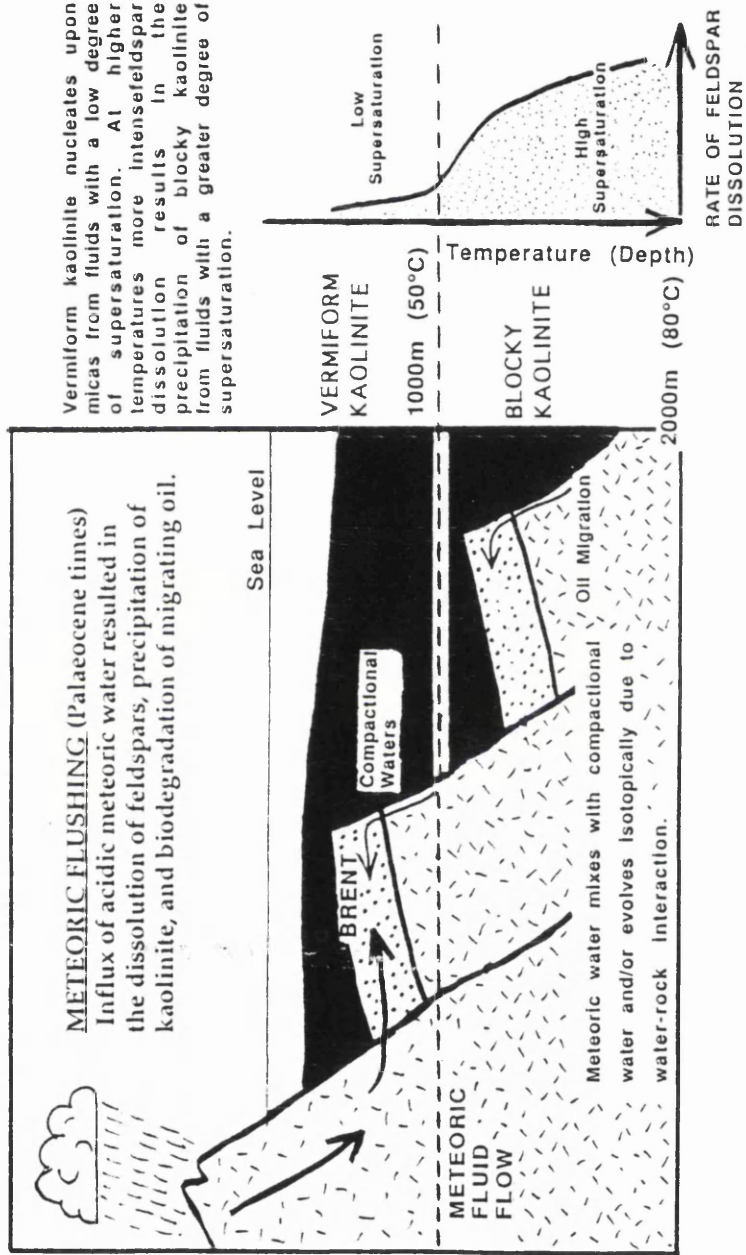 METEORIC FLUSHING (Palaeocene times)
Influx of acidic meteoric water resulted in
the dissolution of feldspars, precipitation of
kaolinite, and biodegradation of migrating oil.
Sea Level
Compactional
Waters
BRENT
METEORIC
FLUID
FLOW
Oil Migration
Meteoric water mixes with compactional
water and/or evolves isotopically due to
water-rock interaction.
Vermiform kaolinite nucleates upon
micas from fluids with a low degree
of supersaturation. At higher
temperatures more intensefeldspar
dissolution results in the
precipitation of blocky kaolinite
from fluids with a greater degree of
supersaturation.
VERMIFORM
KAOLINITE
1000m (50°C)
BLOCKY
KAOLINITE
2000m (80°C)
Low
Supersaturation
High
Supersaturation
Temperature (Depth)
RATE OF FELDSPAR
DISSOLUTION